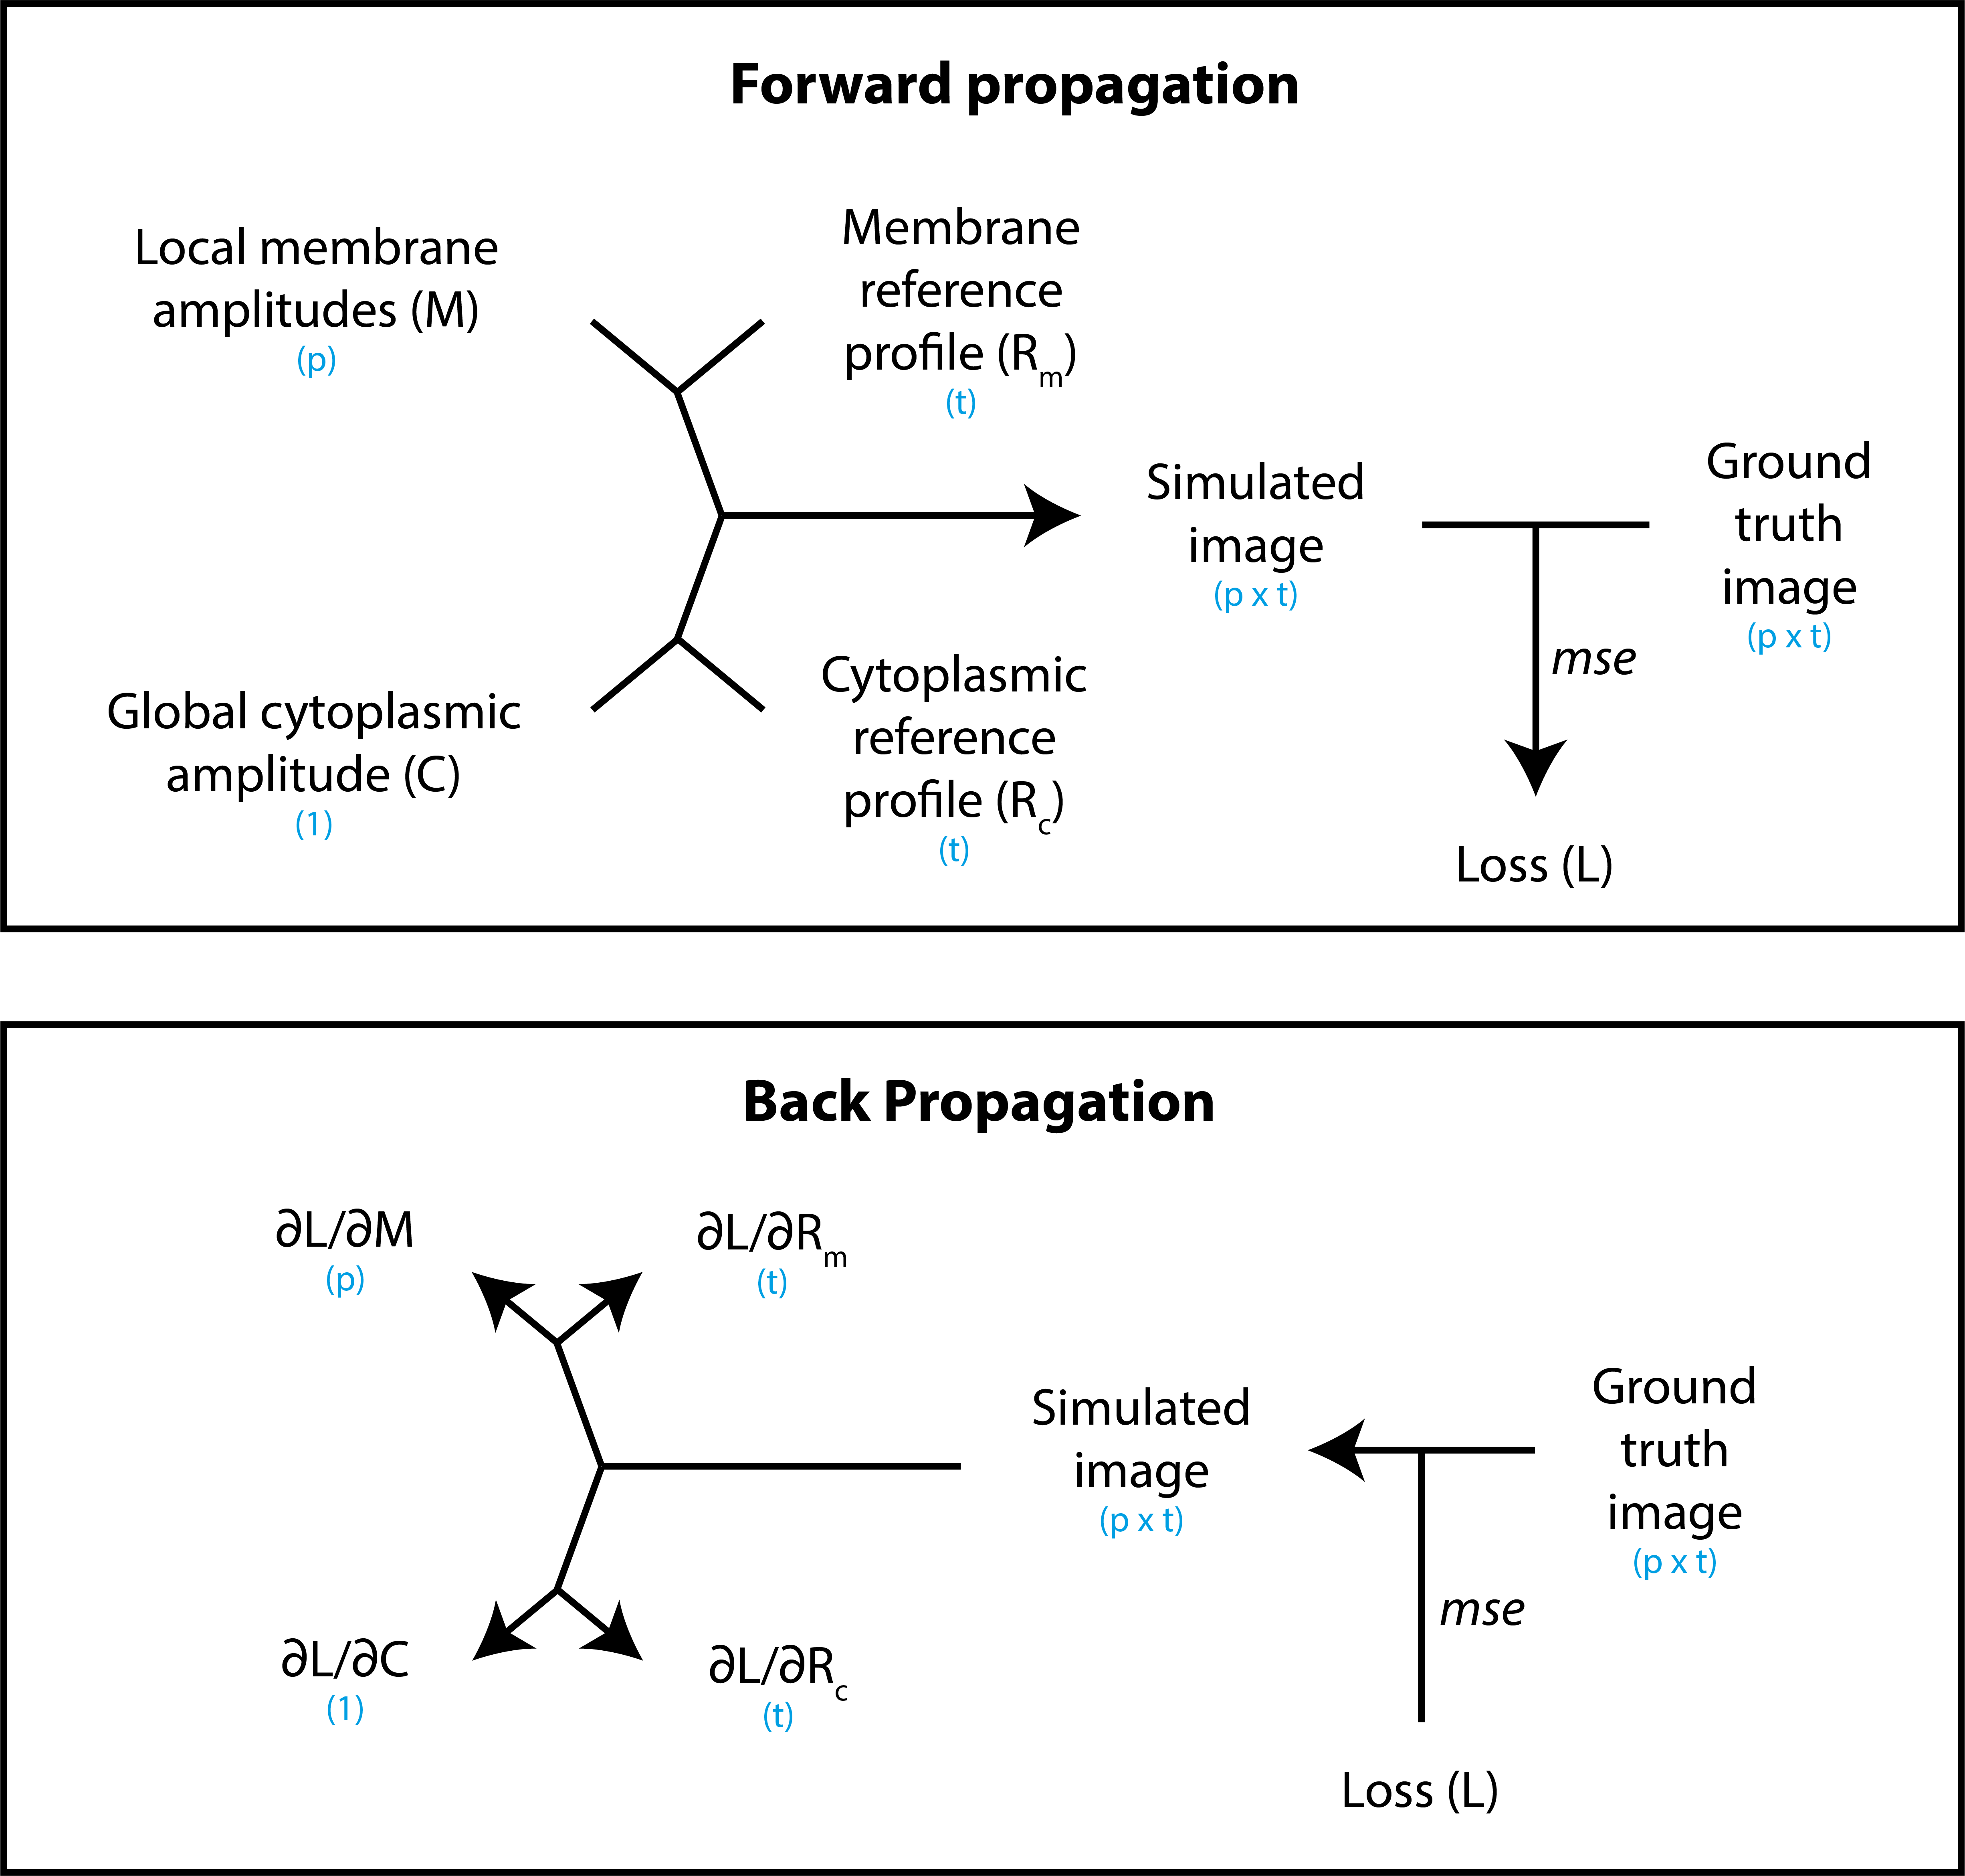 Forward propagation
Local membrane
amplitudes (M)
(p)
Membrane
reference
profile (Rm)
(t)
Global cytoplasmic
amplitude (C)
(1)
Cytoplasmic
reference
profile (Rc)
(t)
Simulated
image
(p x t)
Ground
truth
image
(p x t)
mse
Loss (L)
Back Propagation
∂L/∂M
(p)
∂L/∂Rm
(t)
∂L/∂C
(1)
∂L/∂Rc
(t)
Simulated
image
(p x t)
Ground
truth
image
(p x t)
mse
Loss (L)